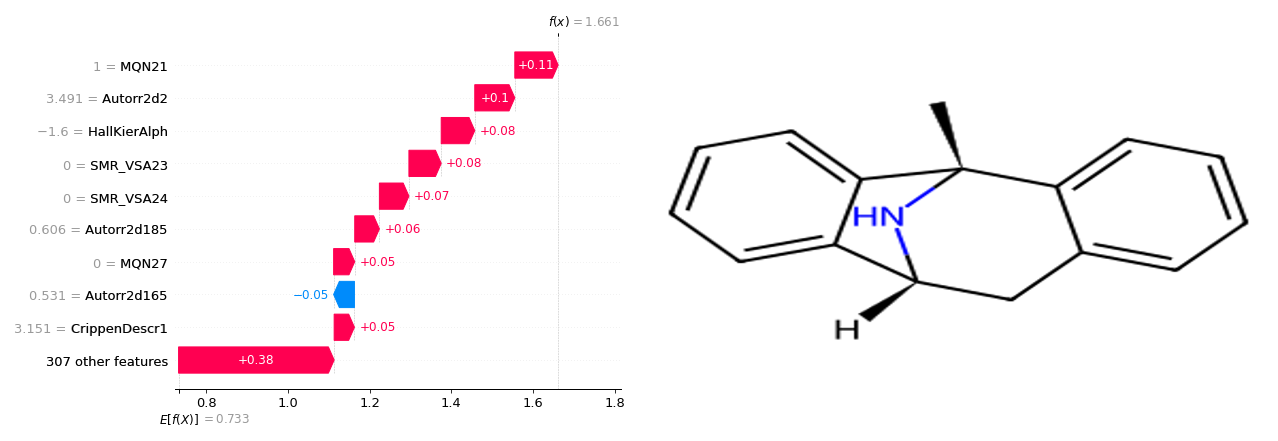 f(x) = 1.661
1 = MQN21
+0.11
3.491 = Autorr2d2
+0.1
−1.6 = HallKierAlph
+0.08
0 = SMR_VSA23
+0.08
0 = SMR_VSA24
+0.07
0.606 = Autorr2d185
+0.06
0 = MQN27
+0.05
0.531 = Autorr2d165
−0.05
3.151 = CrippenDescr1
+0.05
307 other features
+0.38
0.8 1.0 1.2 1.4 1.6 1.8
E[f(X)] = 0.733
HN
H